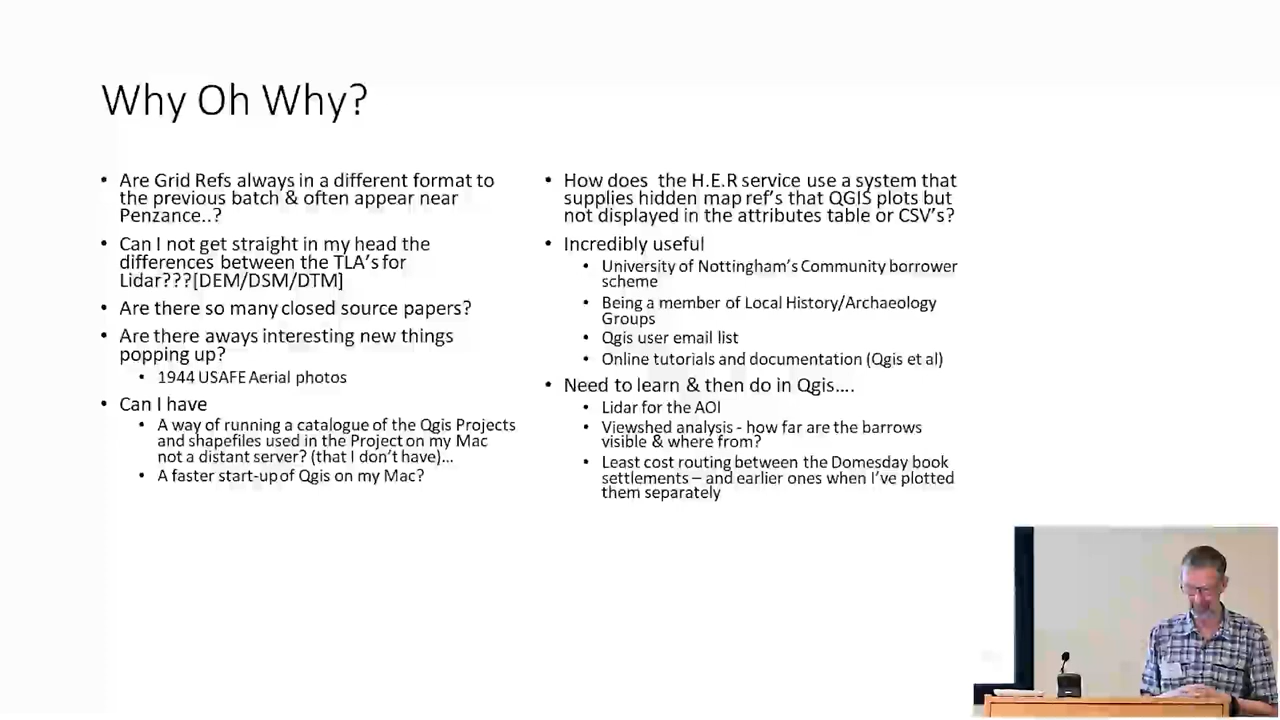 Why Oh Why?
• Are Grid Refs always in a different format to
the previous batch & often appear near
Penzance..?
• Can I not get straight in my head the
differences between the TLA's for
Lidar???[DEM/DSM/DTM]
• Are there so many closed source papers?
• Are there aways interesting new things
popping up?
• 1944 USAFE Aerial photos
• Can I have
• A way of running a catalogue of the Qgis Projects
and shapefiles used in the Project on my Mac
not a distant server? (that I don't have)...
• A faster start-up of Qgis on my Mac?
• How does the H.E.R service use a system that
supplies hidden map ref's that QGIS plots but
not displayed in the attributes table or CSV's?
• Incredibly useful
• University of Nottingham's Community borrower
scheme
• Being a member of Local History/Archaeology
Groups
• Qgis user email list
• Online tutorials and documentation (Qgis et al)
• Need to learn & then do in Qgis....
• Lidar for the AOI
• Viewshed analysis - how far are the barrows
visible & where from?
• Least cost routing between the Domesday book
settlements – and earlier ones when I've plotted
them separately